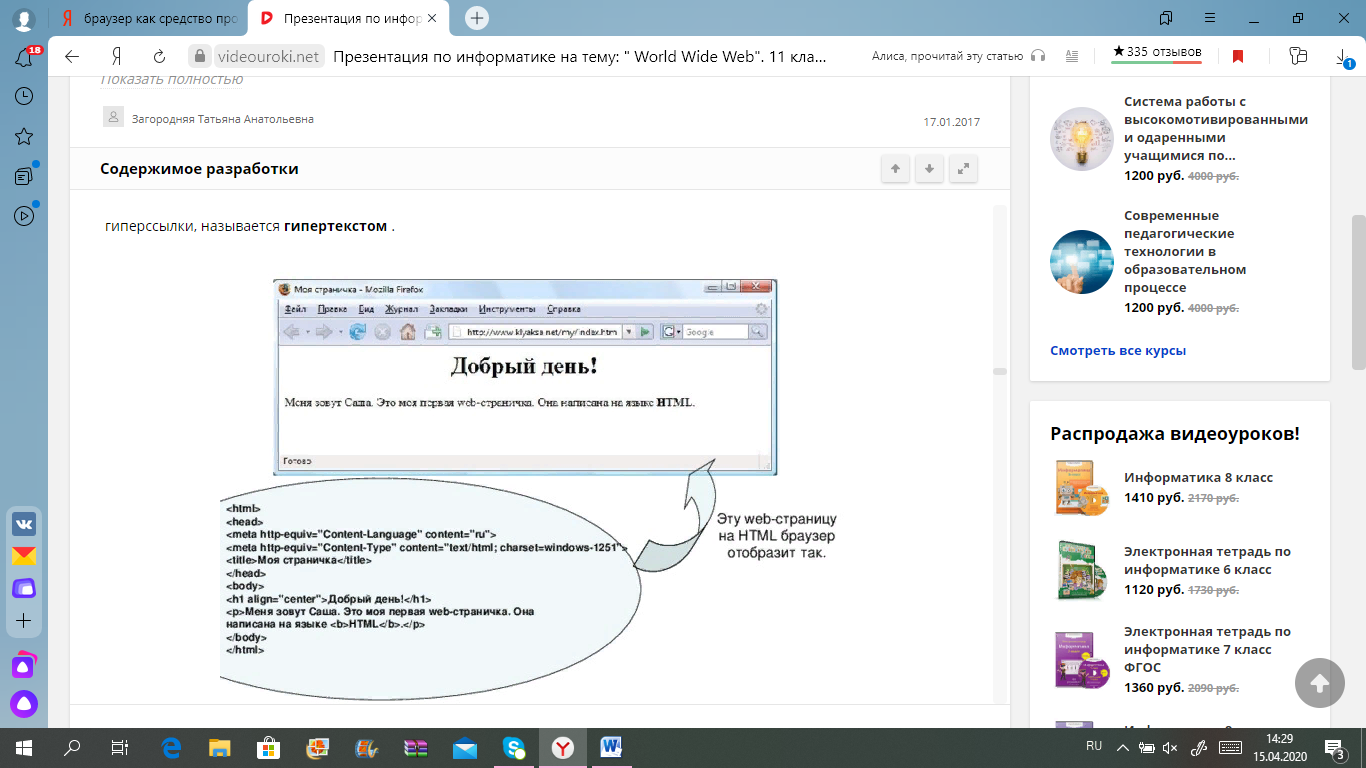 браузер как средство про
Презентация по инфор
18
videouroki.net
Презентация по информатике на тему: " World Wide Web". 11 кла...
Алиса, прочитай эту статью
★335 отзывов
1
Показать полностью
Загородняя Татьяна Анатольевна
17.01.2017
Содержимое разработки
гиперссылки, называется гипертекстом .
Моя страничка - Mozilla Firefox
Файл Правка Вид Журнал Закладки Инструменты Справка
http://www.klyaksa.net/my/index.htm
G Google
Добрый день!
Меня зовут Саша. Это моя первая web-страничка. Она написана на языке HTML.
Готово
<html>
<head>
<meta http-equiv="Content-Language" content="ru">
<meta http-equiv="Content-Type" content="text/html; charset=windows-1251">
<title>Моя страничка</title>
</head>
<body>
<h1 align="center">Добрый день!</h1>
<p>Меня зовут Саша. Это моя первая web-страничка. Она
написана на языке <b>HTML</b>.</p>
</body>
</html>
Эту web-страницу
на HTML браузер
отобразит так.
Система работы с
высокомотивированными
и одаренными
учащимися по...
1200 руб. 4000 руб.
Современные
педагогические
технологии в
образовательном
процессе
1200 руб. 4000 руб.
Смотреть все курсы
Распродажа видеоуроков!
Информатика 8 класс
1410 руб. 2170 руб.
Электронная тетрадь по
информатике 6 класс
1120 руб. 1730 руб.
Электронная тетрадь по
информатике 7 класс
ФГОС
1360 руб. 2090 руб.
RU
14:29
15.04.2020
3